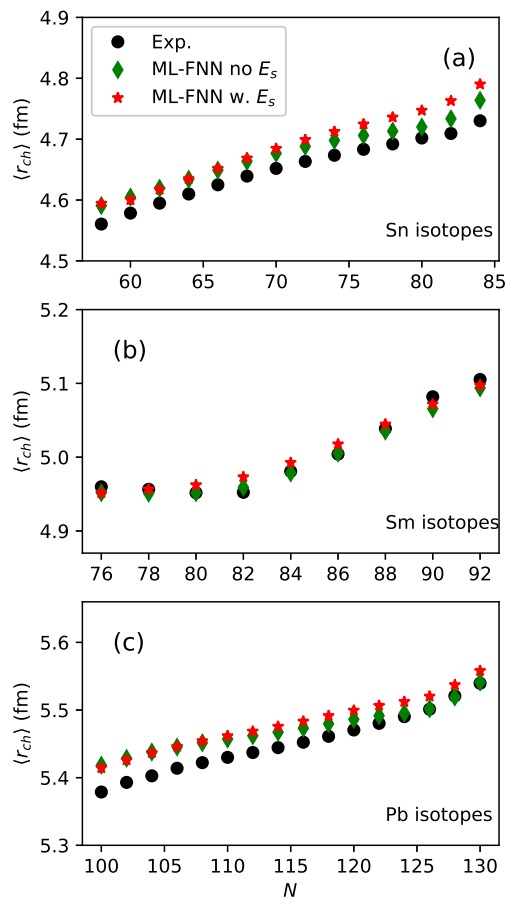 4.9
4.8
4.7
4.6
4.5
⟨r_ch⟩ (fm)
Exp.
ML-FNN no E_s
ML-FNN w. E_s
(a)
Sn isotopes
60 65 70 75 80 85
5.2
5.1
5.0
4.9
⟨r_ch⟩ (fm)
(b)
Sm isotopes
76 78 80 82 84 86 88 90 92
5.6
5.5
5.4
5.3
⟨r_ch⟩ (fm)
(c)
Pb isotopes
100 105 110 115 120 125 130
N